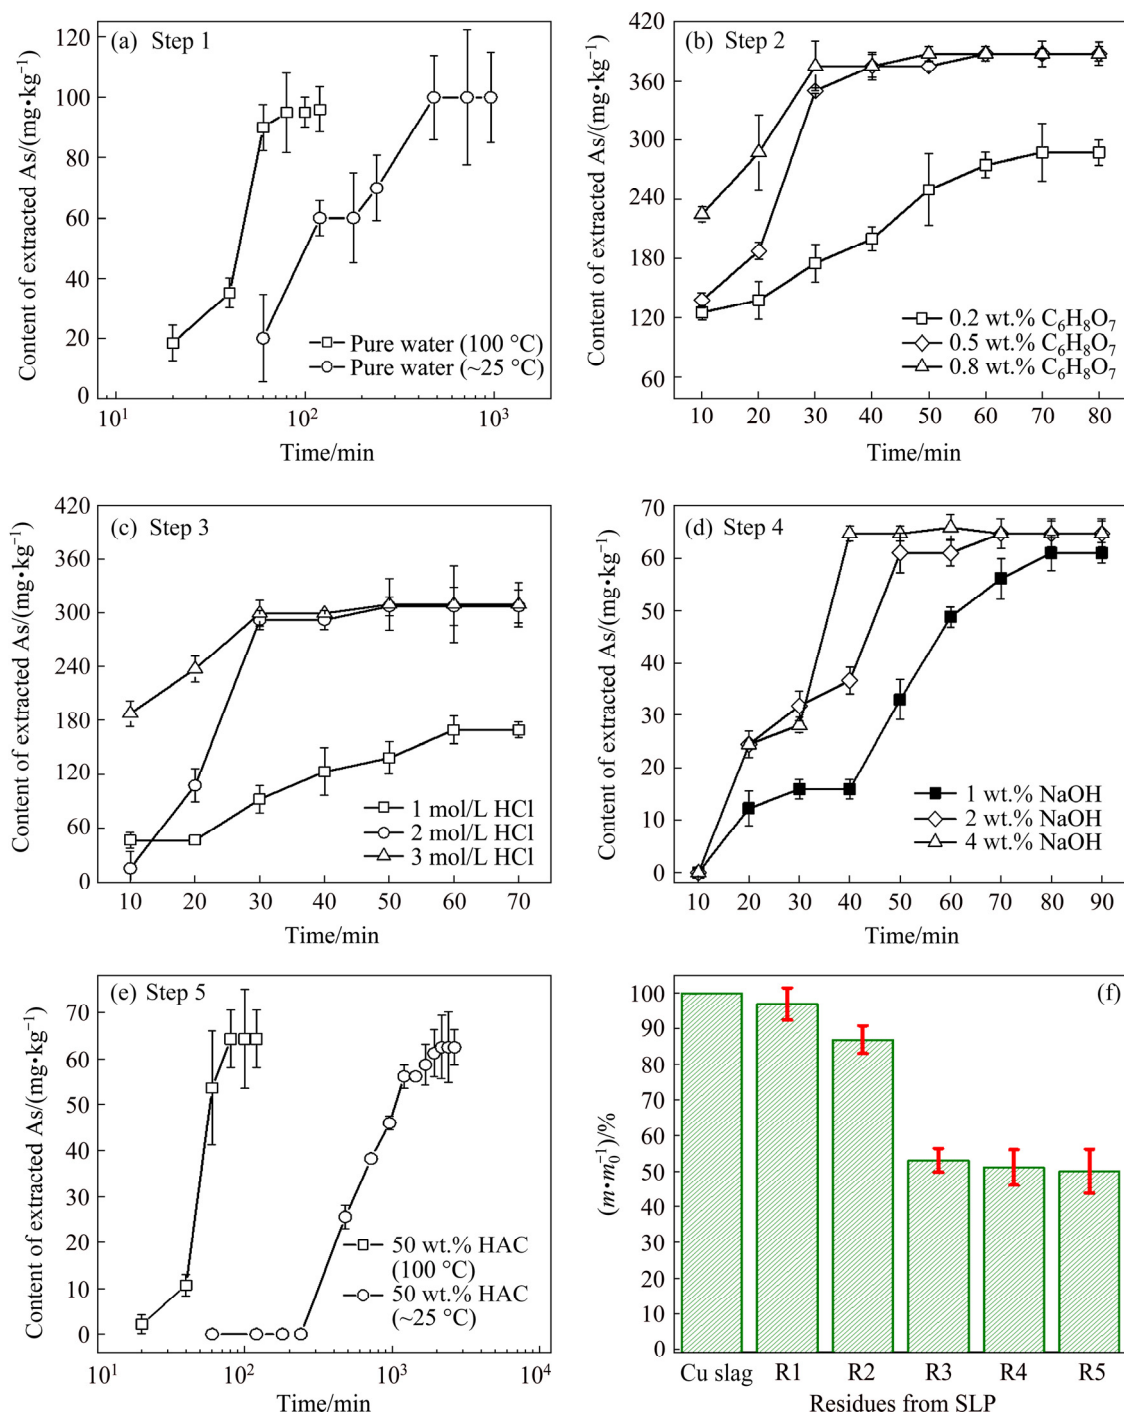 (a) Step 1
Content of extracted As/(mg•kg⁻¹)
120
100
80
60
40
20
0
Pure water (100 °C)
Pure water (~25 °C)
10¹ 10² 10³
Time/min
(b) Step 2
Content of extracted As/(mg•kg⁻¹)
420
360
300
240
180
120
60
0.2 wt.% C₆H₈O₇
0.5 wt.% C₆H₈O₇
0.8 wt.% C₆H₈O₇
10 20 30 40 50 60 70 80
Time/min
(c) Step 3
Content of extracted As/(mg•kg⁻¹)
420
360
300
240
180
120
60
0
1 mol/L HCl
2 mol/L HCl
3 mol/L HCl
10 20 30 40 50 60 70
Time/min
(d) Step 4
Content of extracted As/(mg•kg⁻¹)
70
60
50
40
30
20
10
0
1 wt.% NaOH
2 wt.% NaOH
4 wt.% NaOH
10 20 30 40 50 60 70 80 90
Time/min
(e) Step 5
Content of extracted As/(mg•kg⁻¹)
70
60
50
40
30
20
10
0
50 wt.% HAC
(100 °C)
50 wt.% HAC
(~25 °C)
10¹ 10² 10³ 10⁴
Time/min
(f)
(m•m₀⁻¹)/%
100
90
80
70
60
50
40
30
20
10
0
Cu slag R1 R2 R3 R4 R5
Residues from SLP